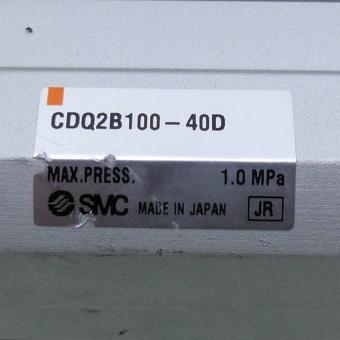 CDQ2B100-40D
MAX.PRESS. 1.0 MPa
SMC MADE IN JAPAN JR